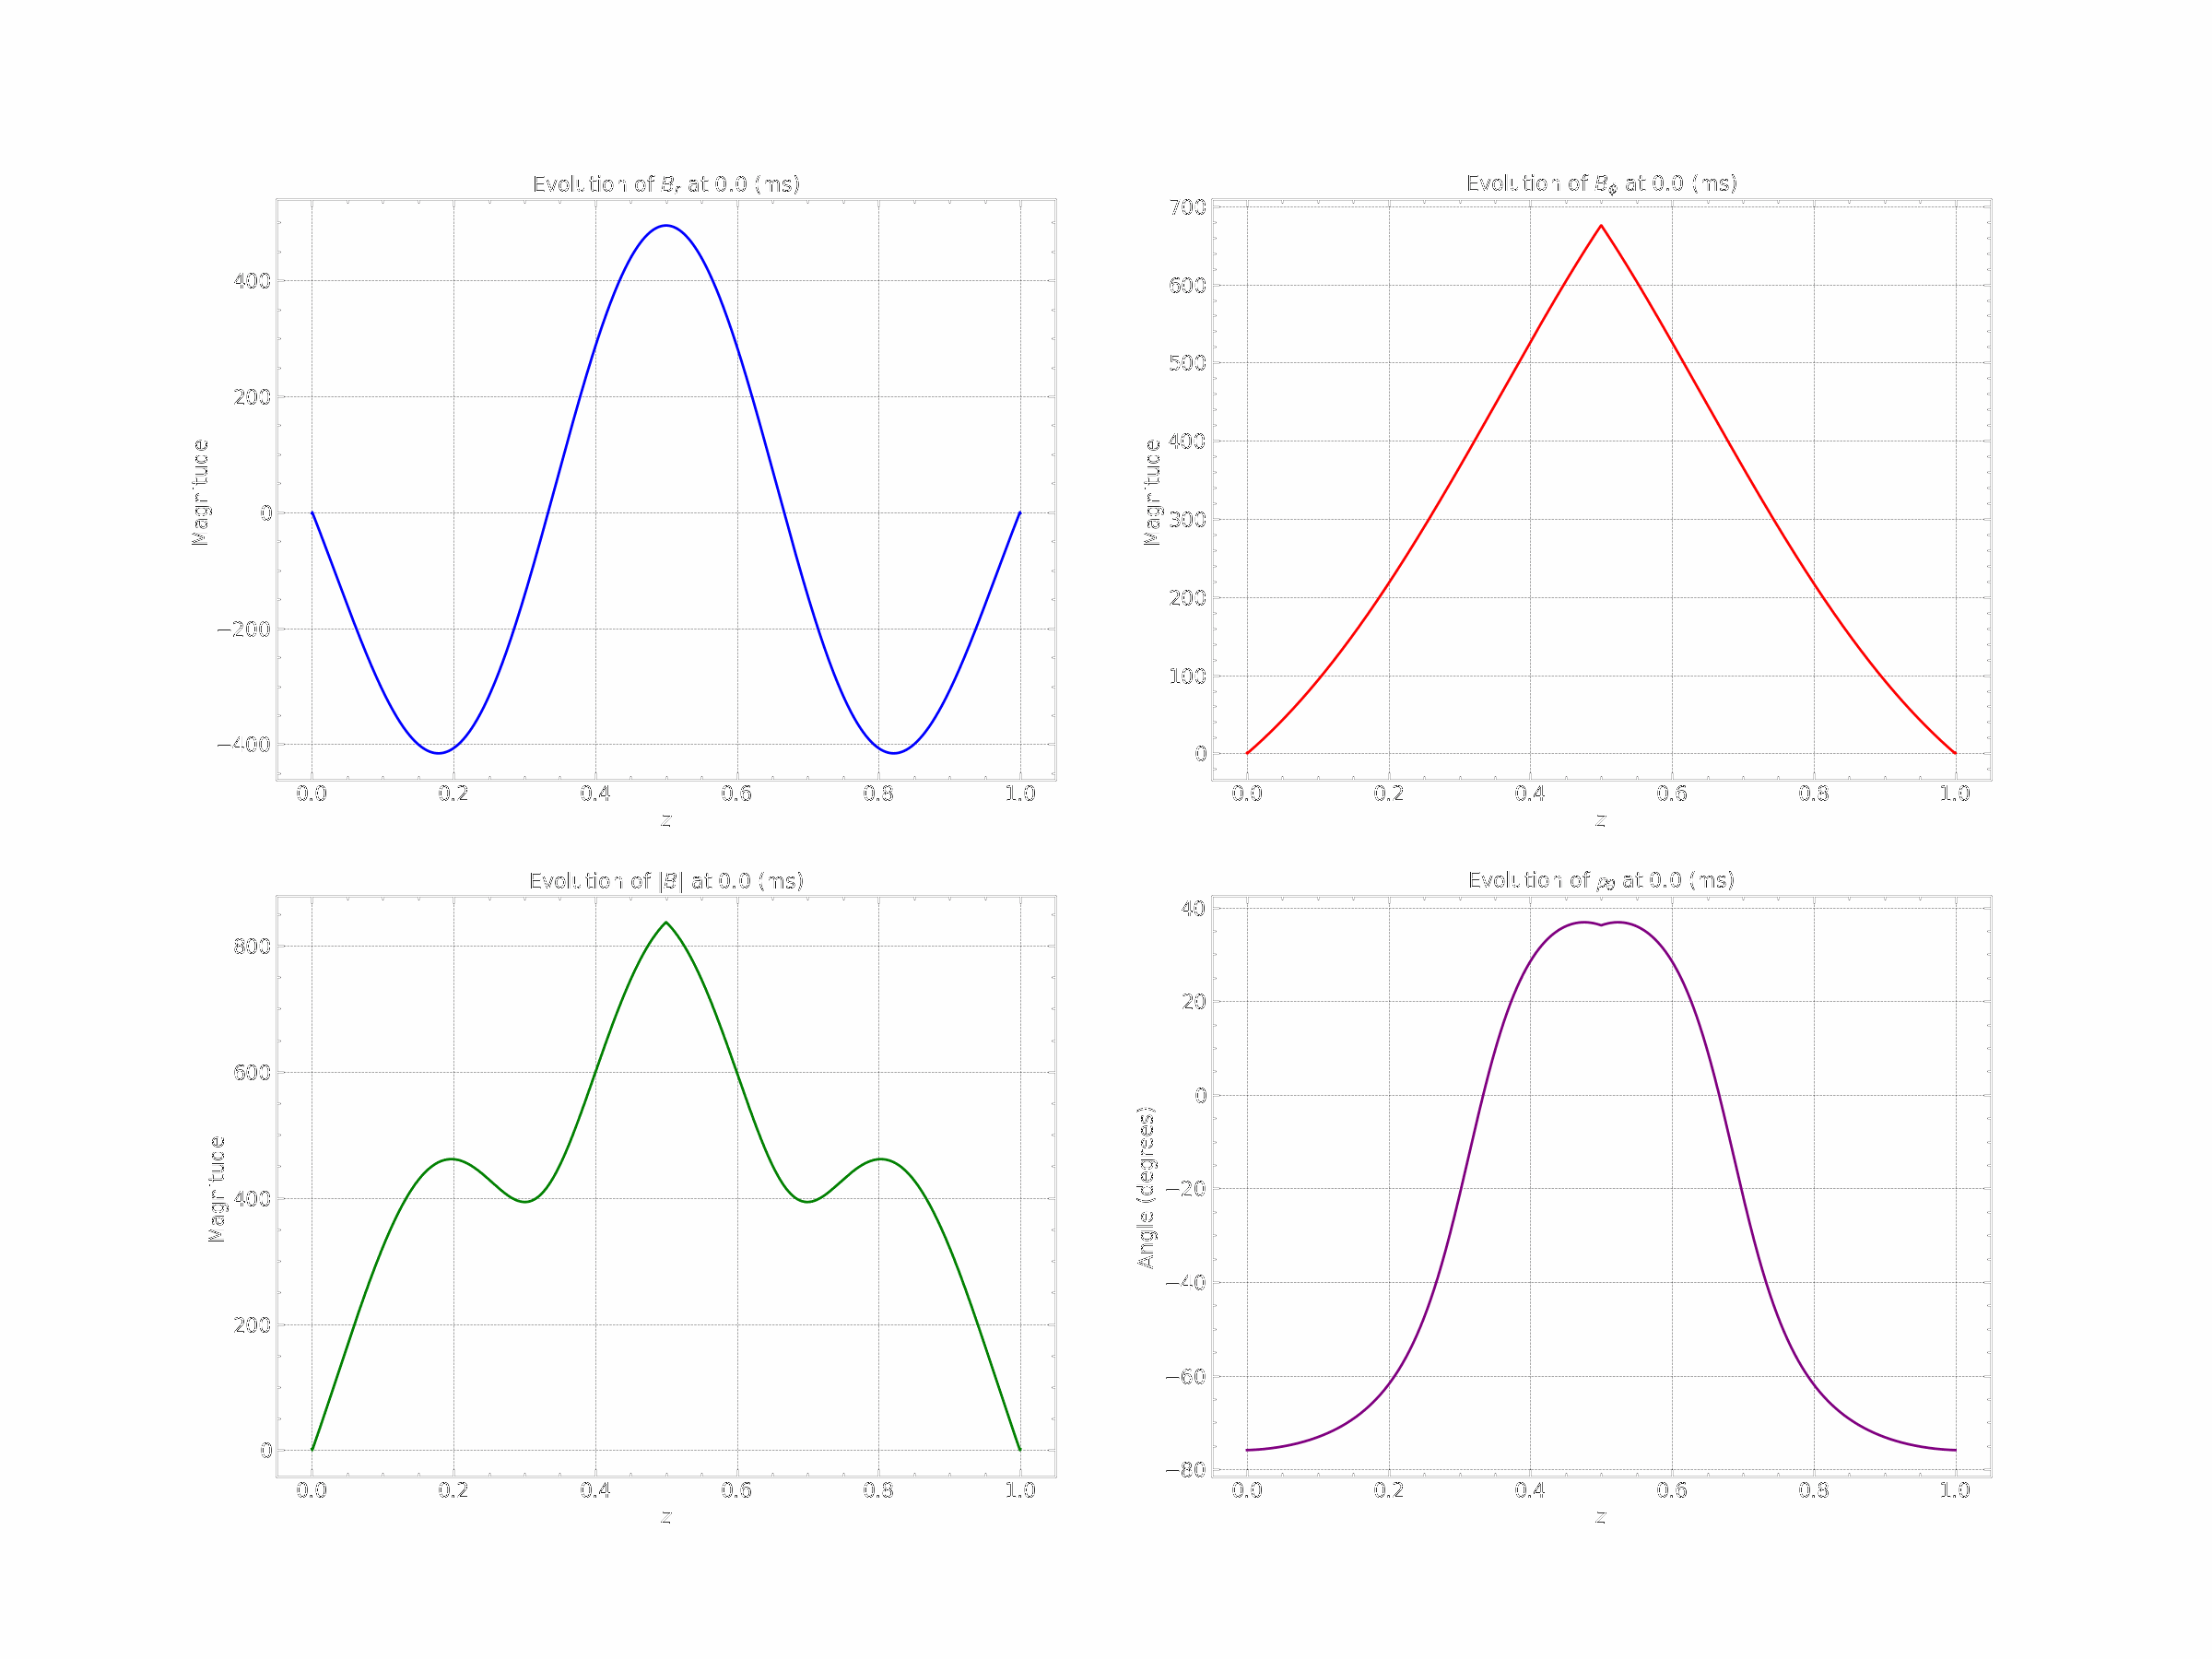 Evolution of B_r at 0.0 (ms)
400
200
0
−200
−400
Magnitude
0.0 0.2 0.4 0.6 0.8 1.0
z
Evolution of B_ϕ at 0.0 (ms)
700
600
500
400
300
200
100
0
Magnitude
0.0 0.2 0.4 0.6 0.8 1.0
z
Evolution of |B| at 0.0 (ms)
800
600
400
200
0
Magnitude
0.0 0.2 0.4 0.6 0.8 1.0
z
Evolution of at 0.0 (ms)
40
20
0
−20
−40
−60
−80
Angle (degrees)
0.0 0.2 0.4 0.6 0.8 1.0
z